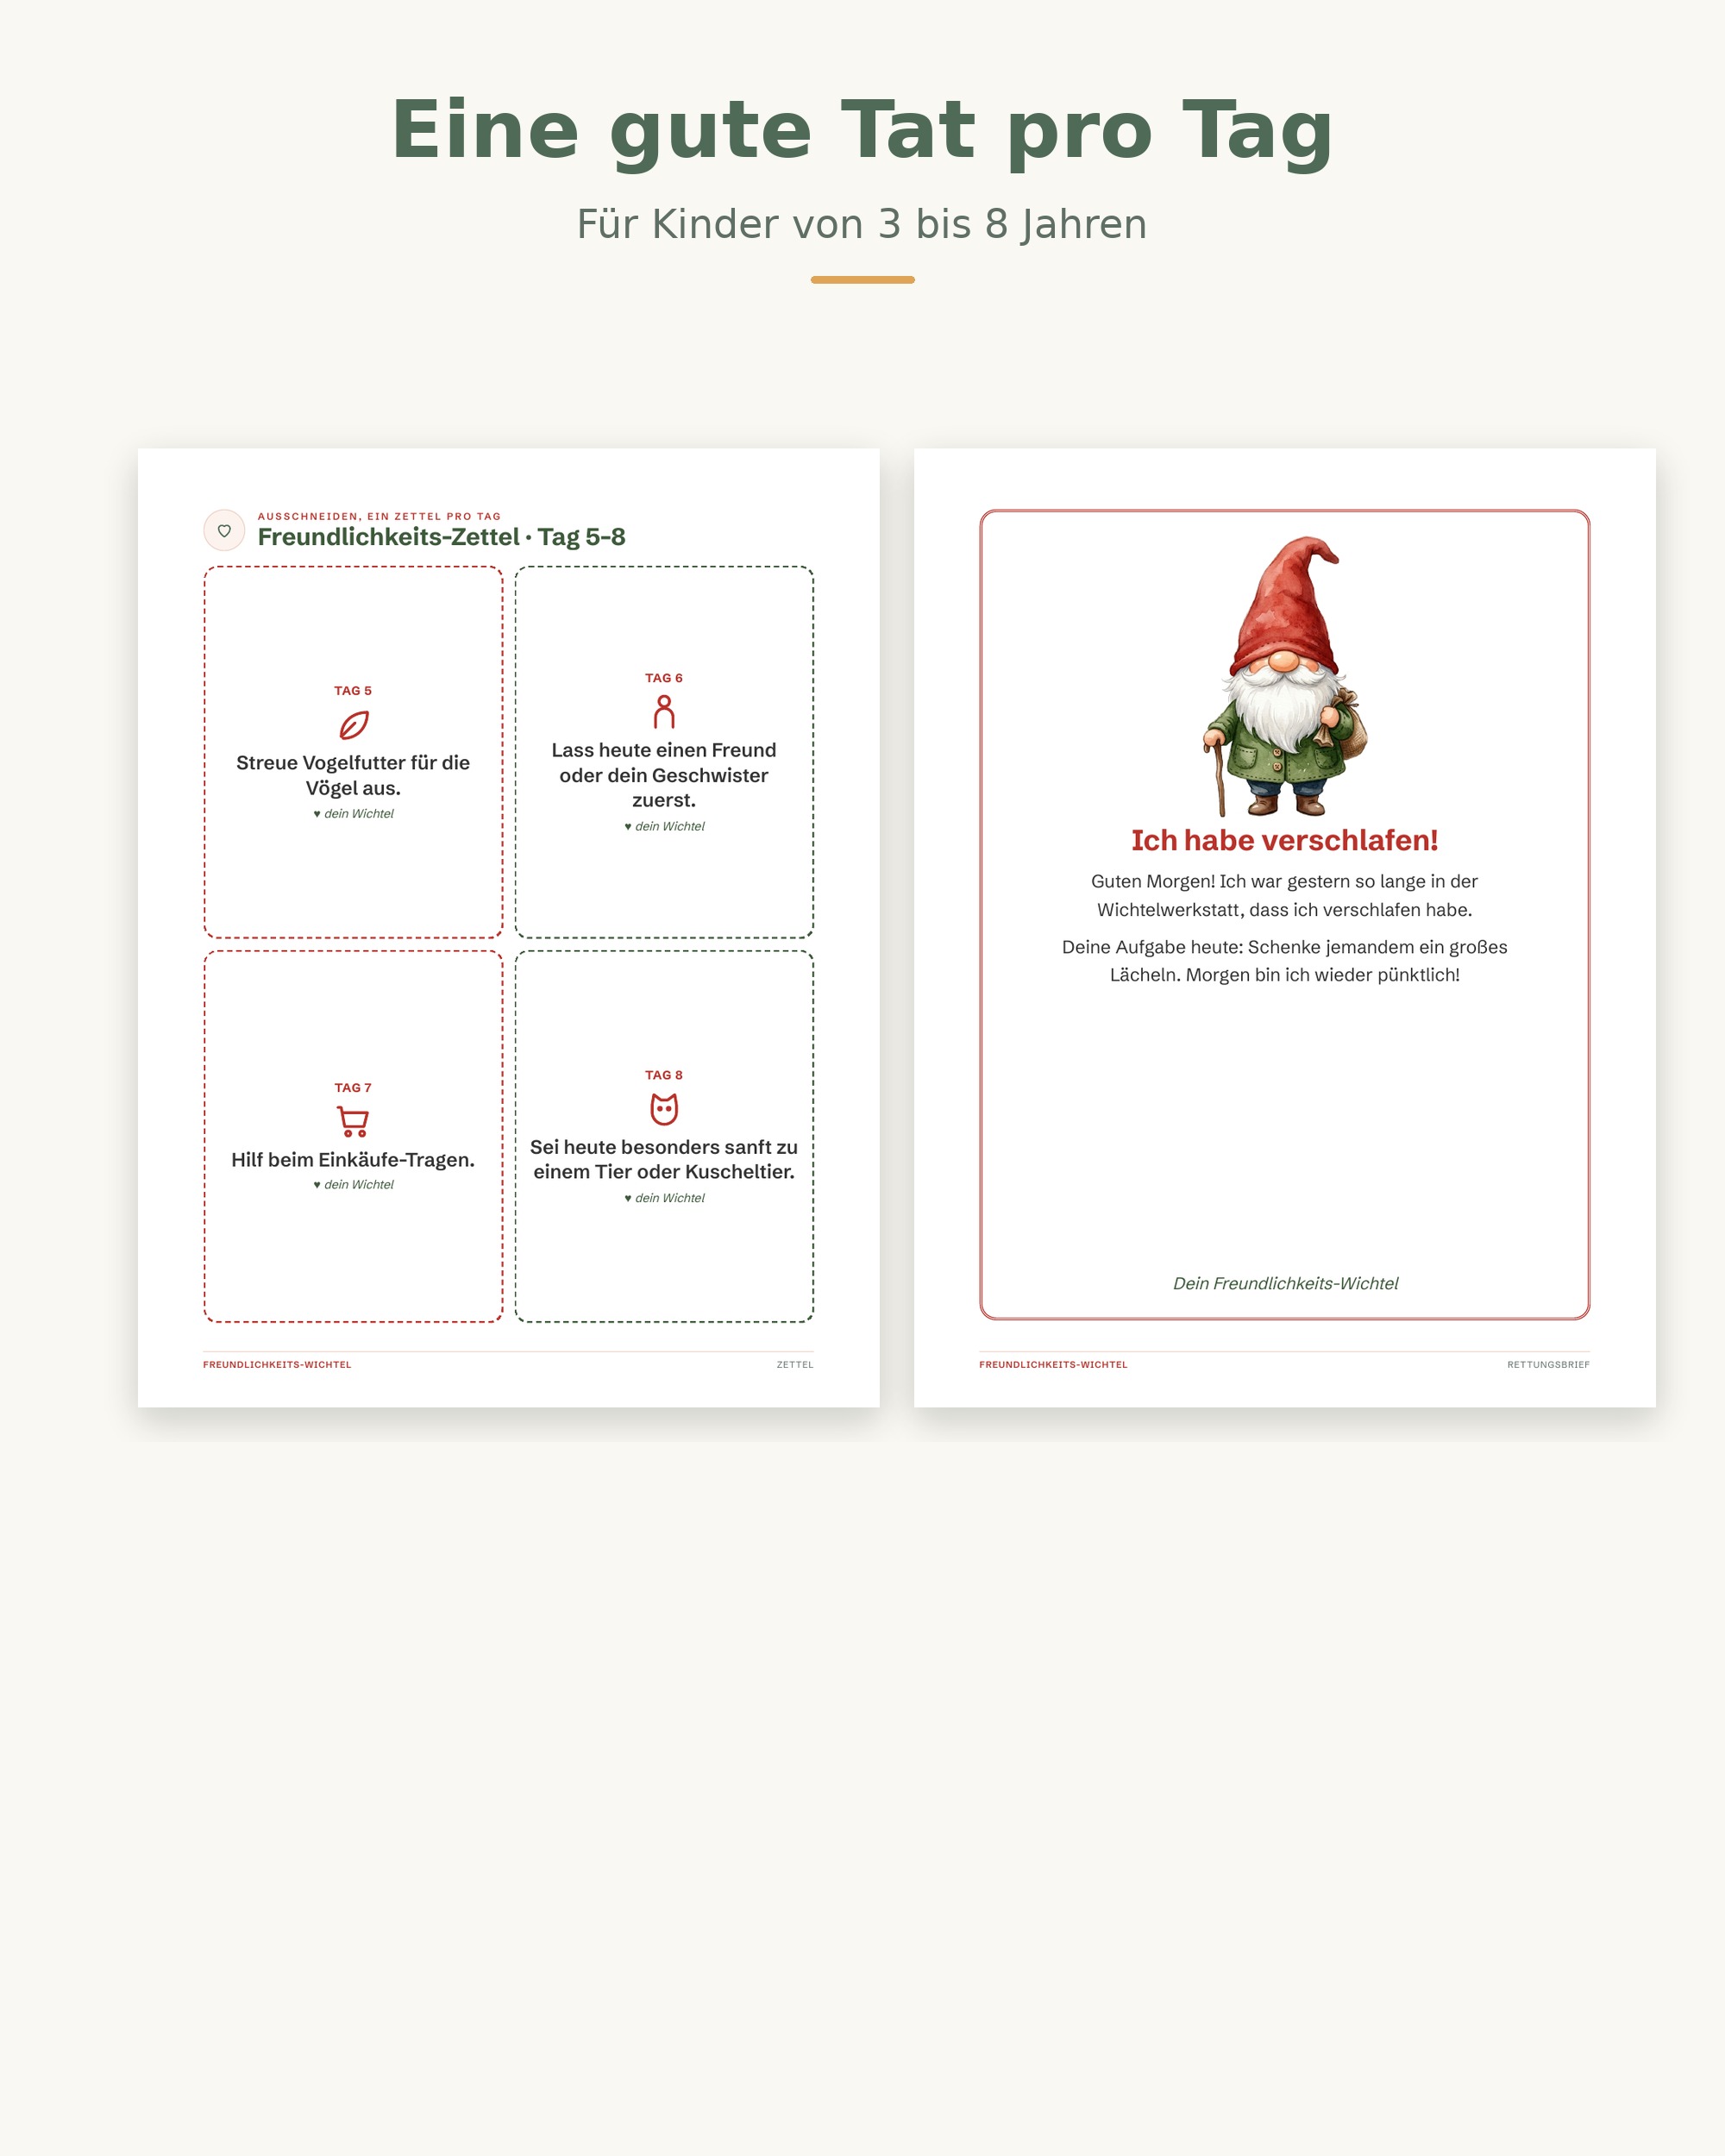 Eine gute Tat pro Tag
Für Kinder von 3 bis 8 Jahren
AUSSCHNEIDEN, EIN ZETTEL PRO TAG
Freundlichkeits-Zettel · Tag 5-8
TAG 5
Streue Vogelfutter für die
Vögel aus.
♥ dein Wichtel
TAG 6
Lass heute einen Freund
oder dein Geschwister
zuerst.
♥ dein Wichtel
TAG 7
Hilf beim Einkäufe-Tragen.
♥ dein Wichtel
TAG 8
Sei heute besonders sanft zu
einem Tier oder Kuscheltier.
♥ dein Wichtel
FREUNDLICHKEITS-WICHTEL
ZETTEL
Ich habe verschlafen!
Guten Morgen! Ich war gestern so lange in der
Wichtelwerkstatt, dass ich verschlafen habe.
Deine Aufgabe heute: Schenke jemandem ein großes
Lächeln. Morgen bin ich wieder pünktlich!
Dein Freundlichkeits-Wichtel
FREUNDLICHKEITS-WICHTEL
RETTUNGSBRIEF